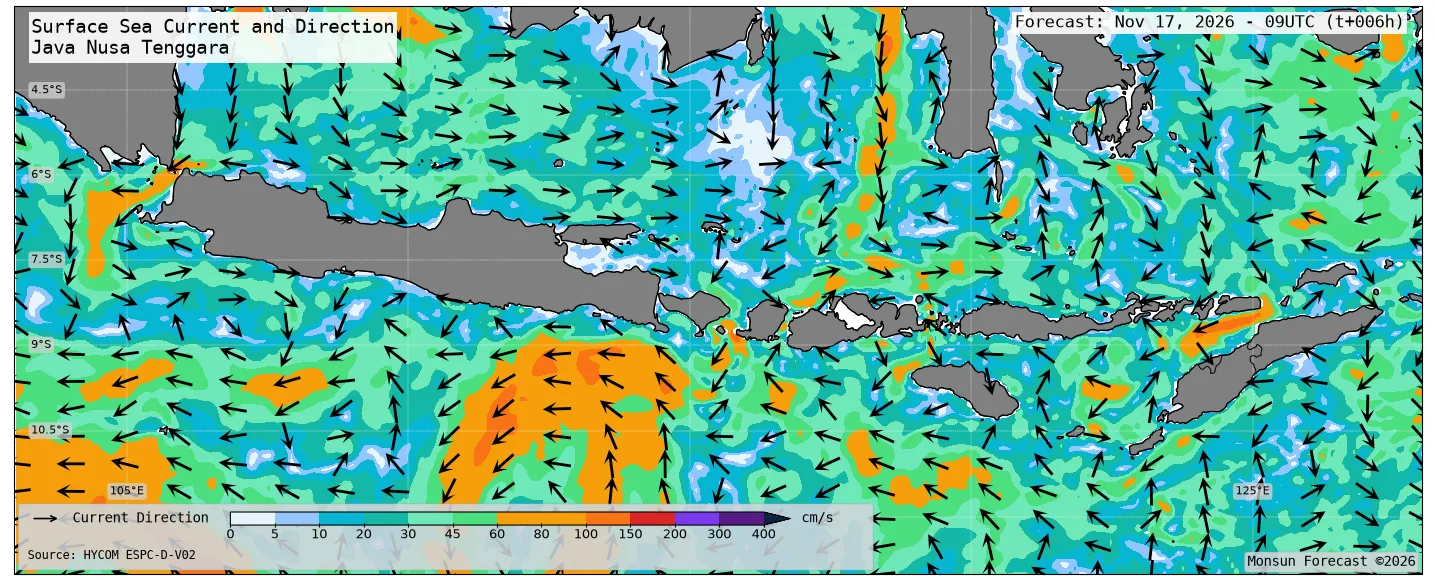 Surface Sea Current and Direction
Java Nusa Tenggara
Forecast: Nov 17, 2026 - 09UTC (t+006h)
4.5°S
6°S
7.5°S
9°S
10.5°S
105°E
125°E
Current Direction
0 5 10 20 30 45 60 80 100 150 200 300 400 cm/s
Source: HYCOM ESPC-D-V02
Monsun Forecast ©2026